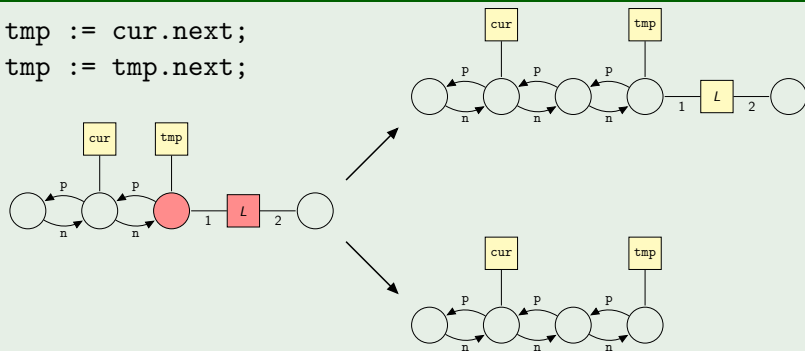 tmp := cur.next;
tmp := tmp.next;
cur tmp
p p p
n n n
1 L 2
cur tmp
p p
n n
1 L 2
cur tmp
p p p
n n n